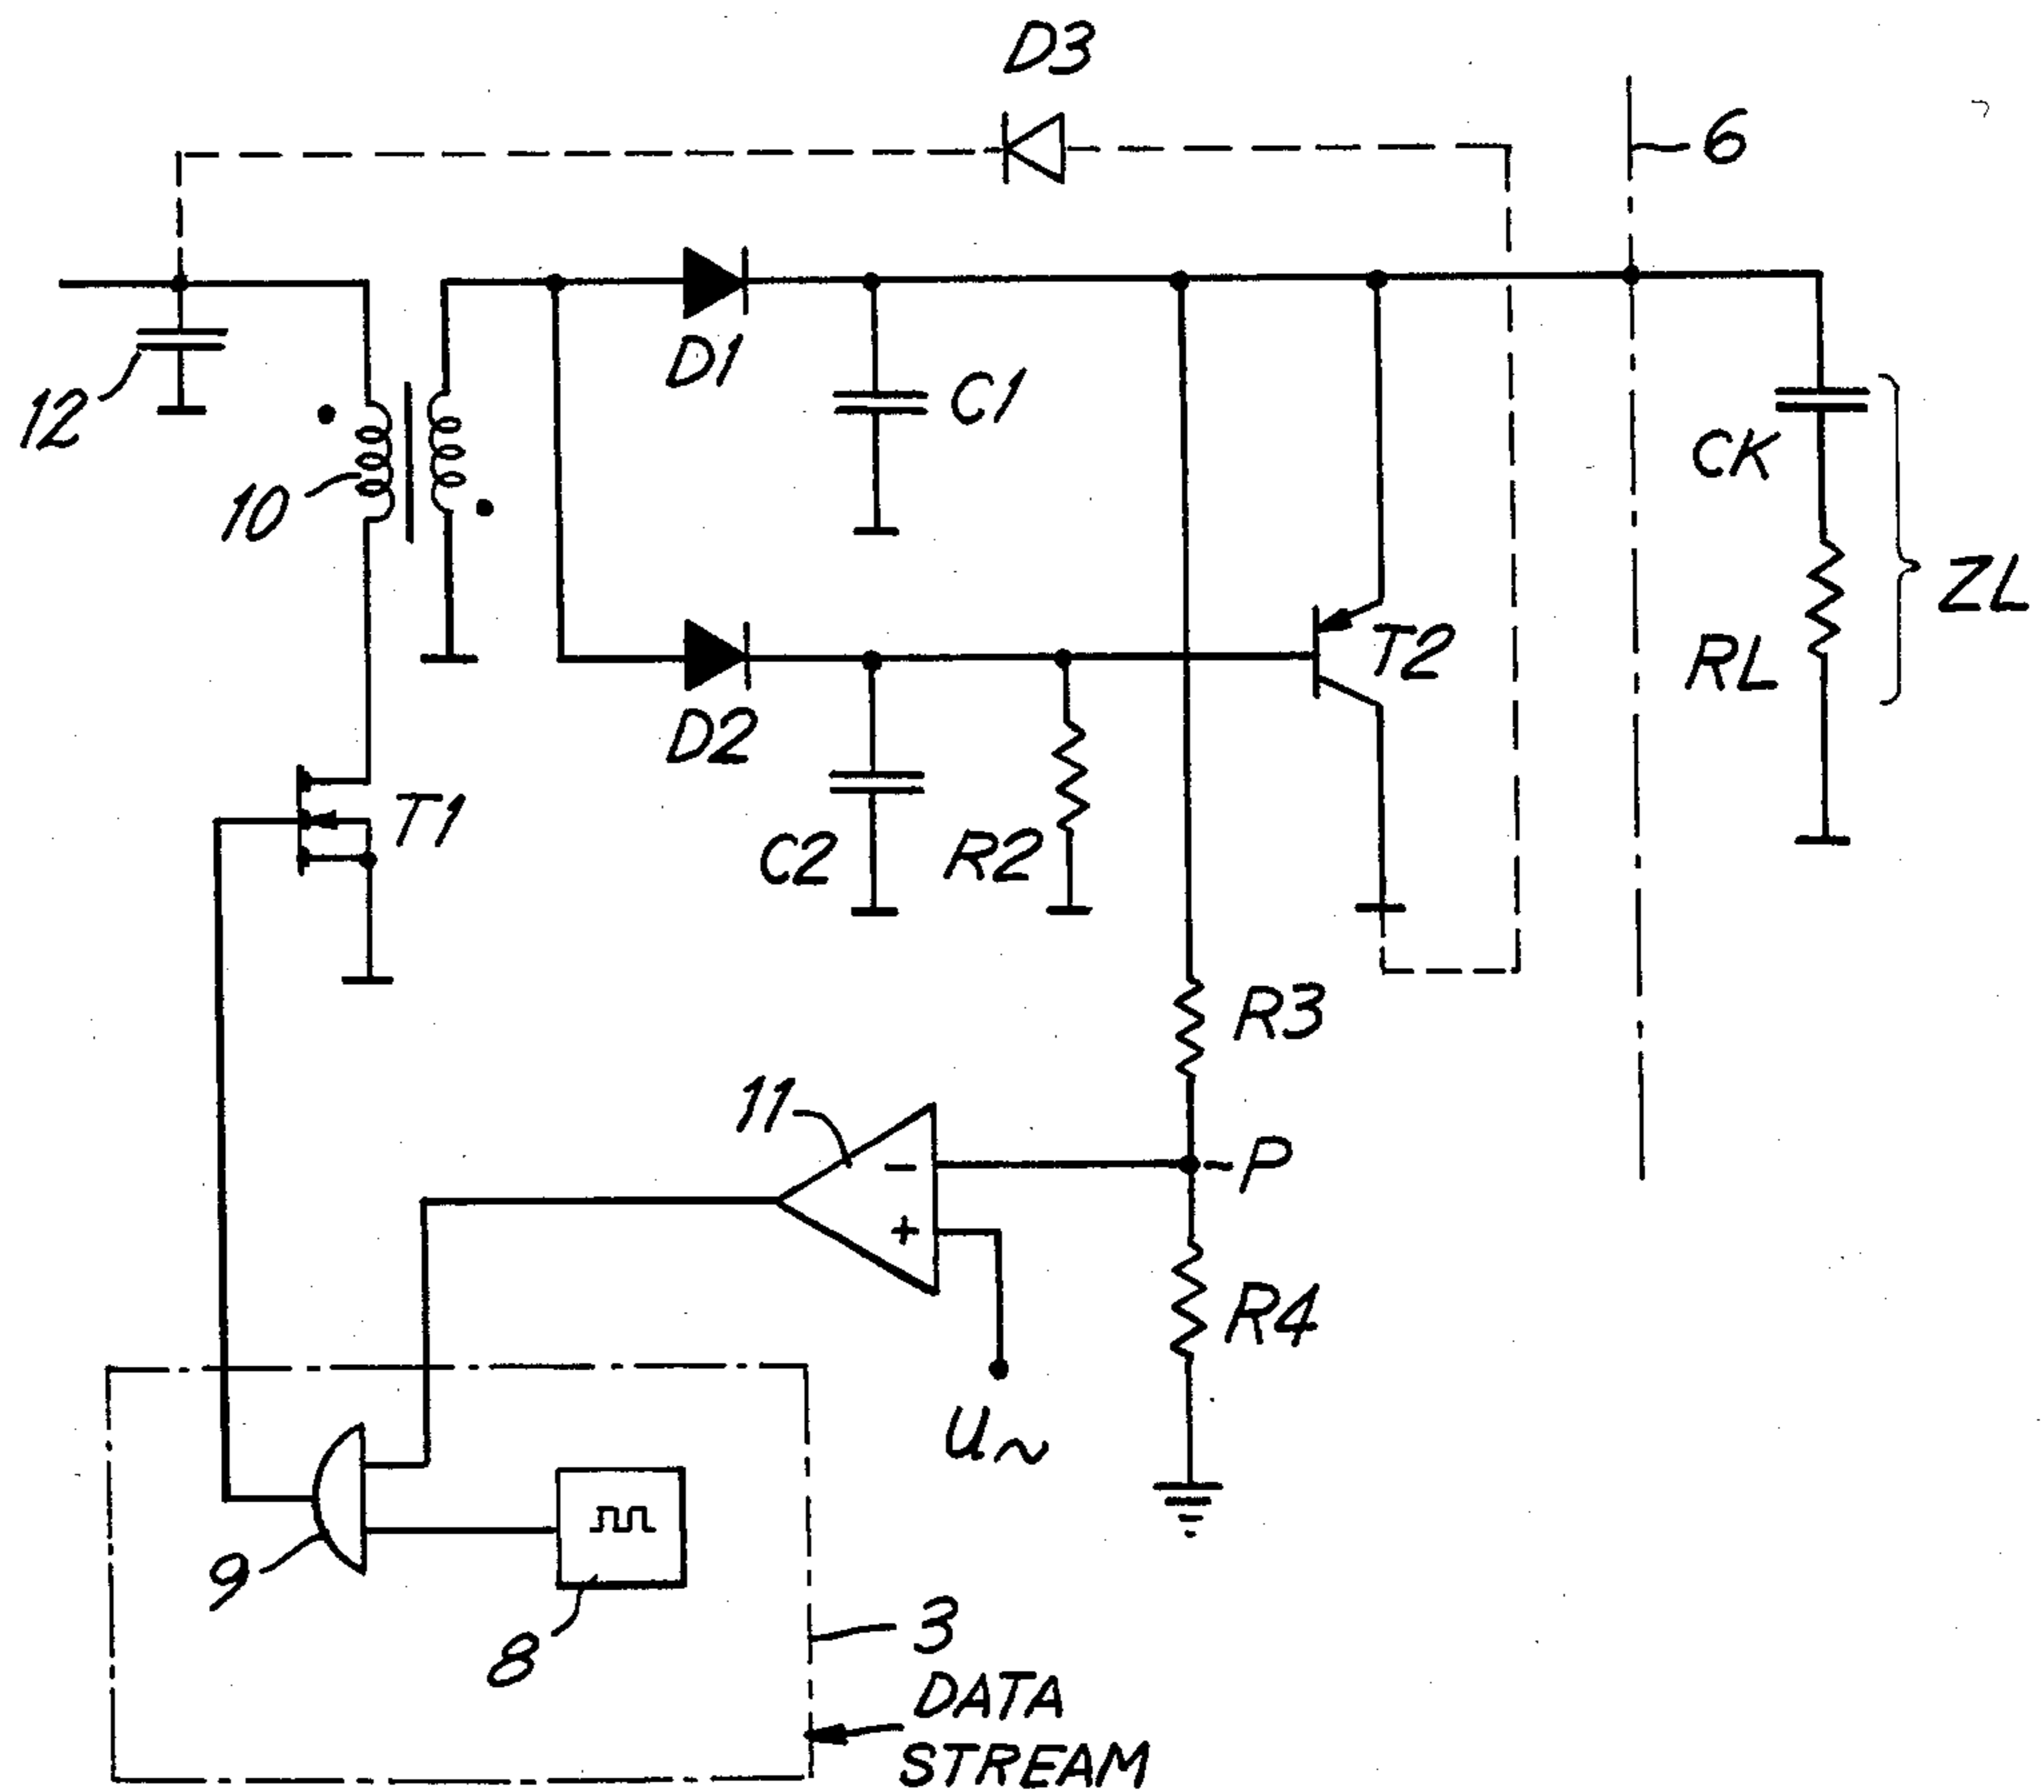 D3
6
12
D1
C1
CK
10
ZL
T2
RL
D2
T1
C2
R2
R3
11
-
P
+
R4
U~
9
8
3
DATA
STREAM